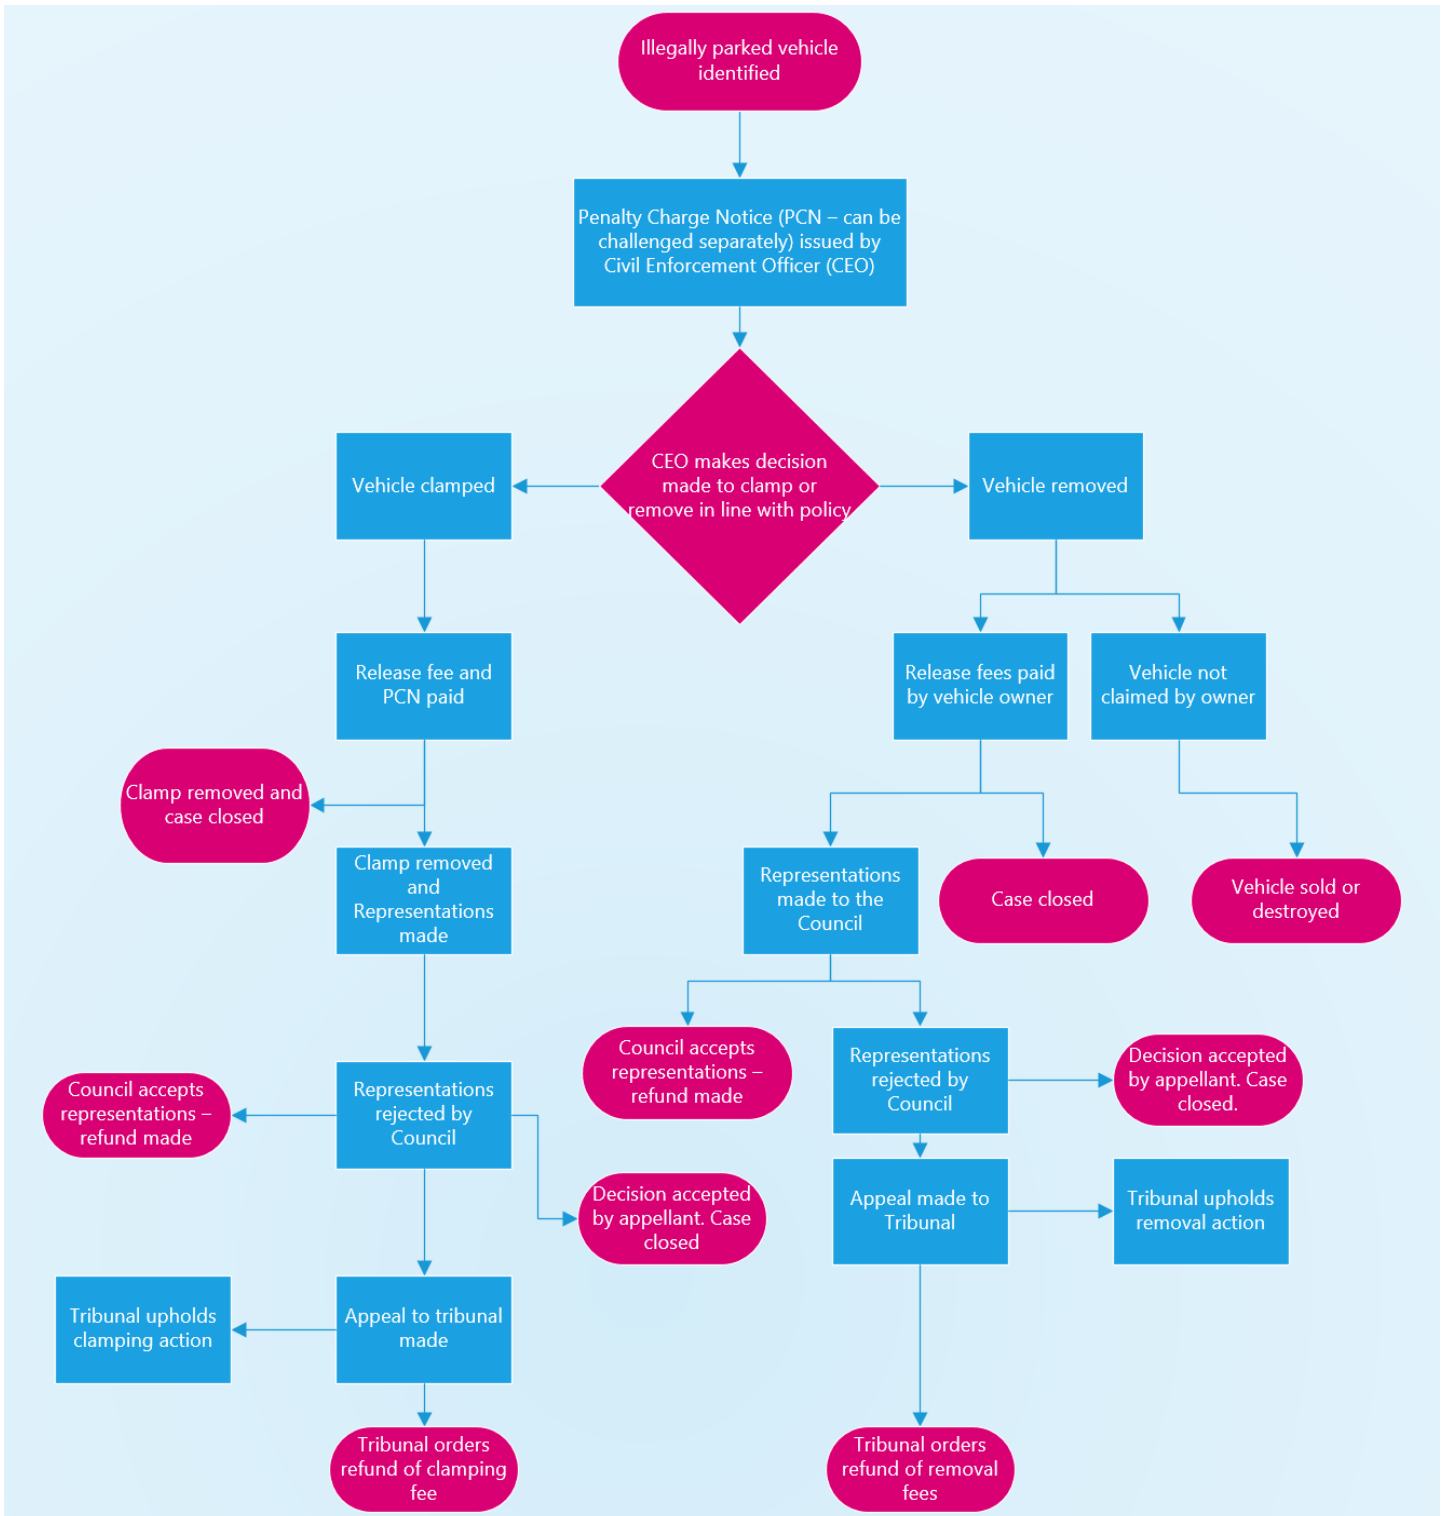 Illegally parked vehicle
identified
Penalty Charge Notice (PCN – can be
challenged separately) issued by
Civil Enforcement Officer (CEO)
CEO makes decision
made to clamp or
remove in line with policy
Vehicle clamped
Vehicle removed
Release fee and
PCN paid
Release fees paid
by vehicle owner
Vehicle not
claimed by owner
Clamp removed and
case closed
Clamp removed
and
Representations
made
Representations
made to the
Council
Case closed
Vehicle sold or
destroyed
Council accepts
representations –
refund made
Representations
rejected by
Council
Decision accepted
by appellant. Case
closed.
Council accepts
representations –
refund made
Representations
rejected by
Council
Decision accepted
by appellant. Case
closed
Appeal made to
Tribunal
Tribunal upholds
removal action
Tribunal upholds
clamping action
Appeal to tribunal
made
Tribunal orders
refund of clamping
fee
Tribunal orders
refund of removal
fees